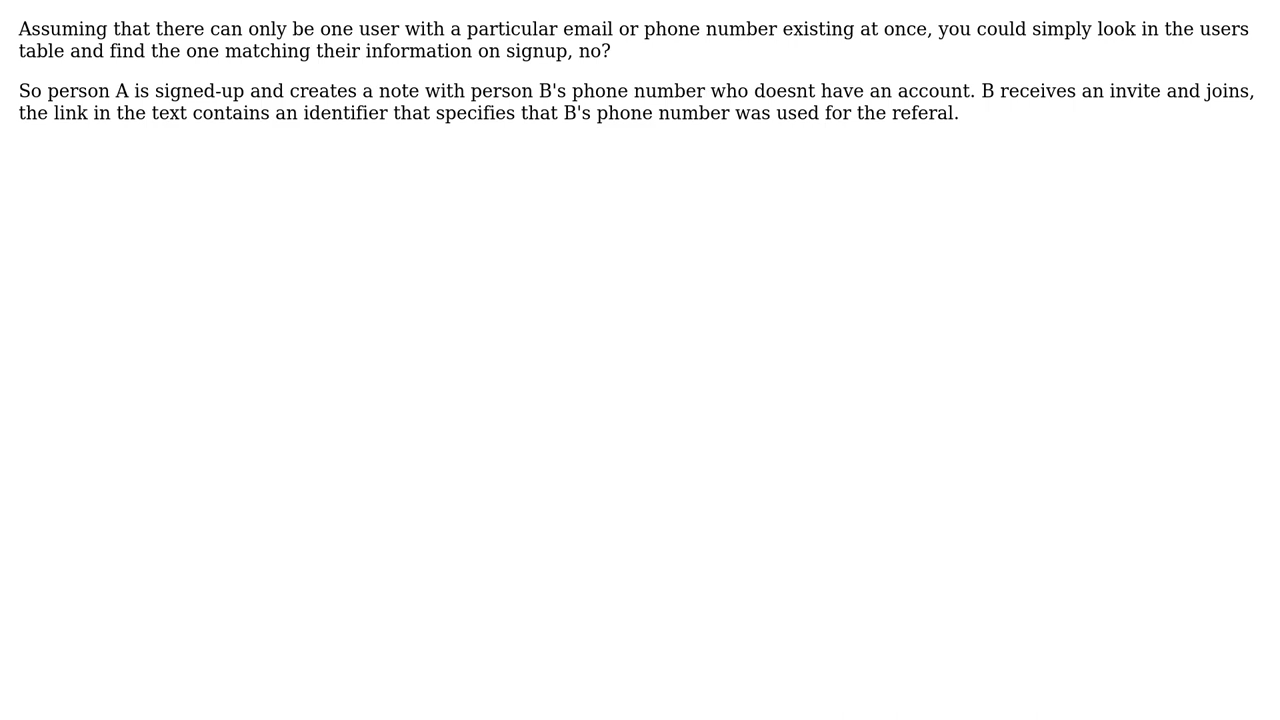 Assuming that there can only be one user with a particular email or phone number existing at once, you could simply look in the users
table and find the one matching their information on signup, no?
So person A is signed-up and creates a note with person B's phone number who doesnt have an account. B receives an invite and joins,
the link in the text contains an identifier that specifies that B's phone number was used for the referal.